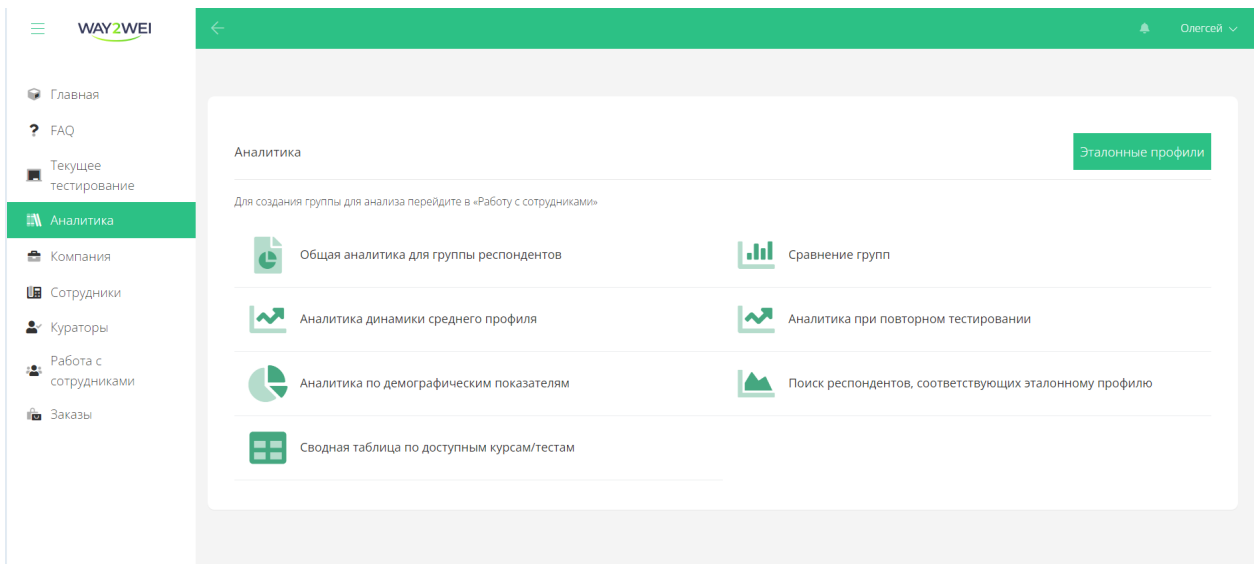 WAY2WEI
Олегсей
Главная
FAQ
Текущее
тестирование
Аналитика
Компания
Сотрудники
Кураторы
Работа с
сотрудниками
Заказы
Аналитика
Эталонные профили
Для создания группы для анализа перейдите в «Работу с сотрудниками»
Общая аналитика для группы респондентов
Сравнение групп
Аналитика динамики среднего профиля
Аналитика при повторном тестировании
Аналитика по демографическим показателям
Поиск респондентов, соответствующих эталонному профилю
Сводная таблица по доступным курсам/тестам